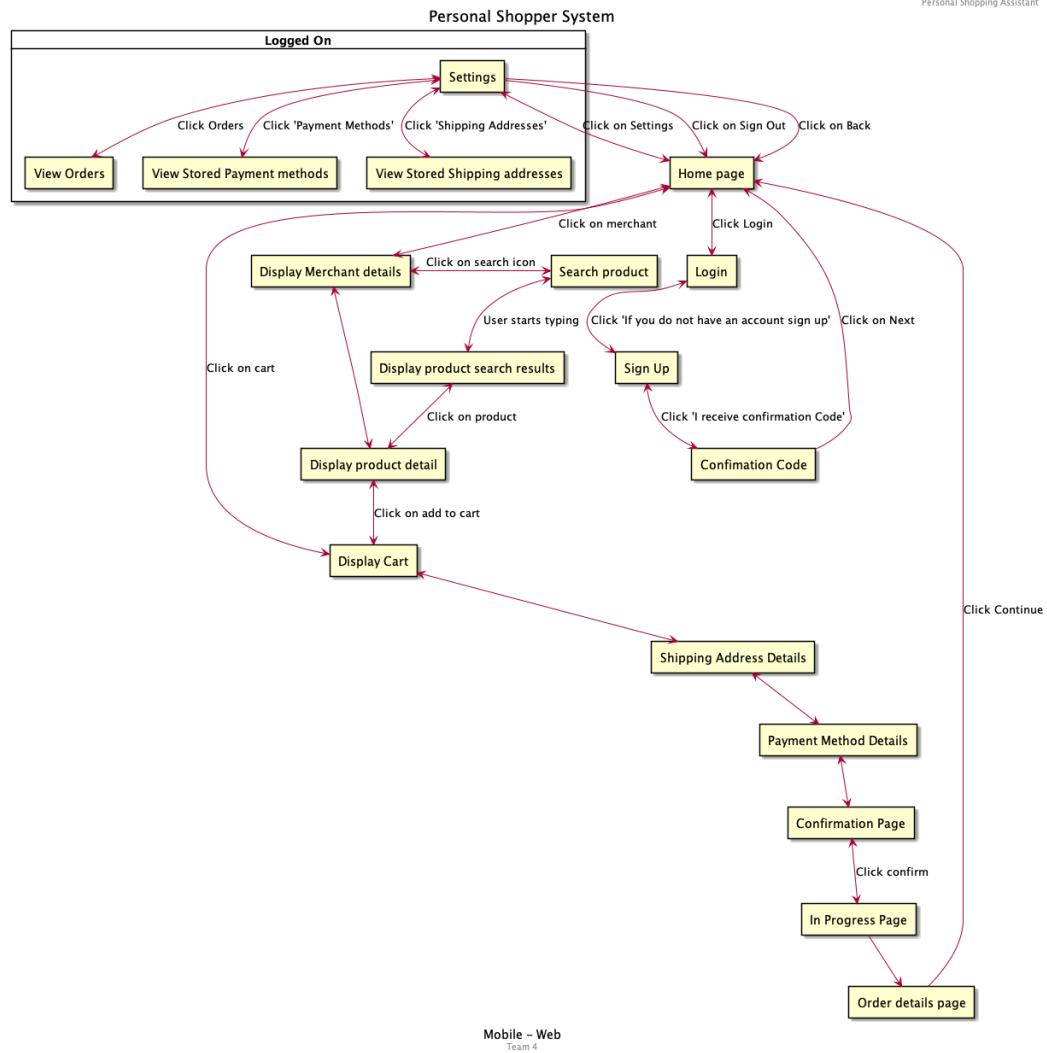 Personal Shopping Assistant
Personal Shopper System
Logged On
Settings
Click Orders
Click 'Payment Methods'
Click 'Shipping Addresses'
Click on Settings
Click on Sign Out
Click on Back
View Orders
View Stored Payment methods
View Stored Shipping addresses
Home page
Click on merchant
Click Login
Display Merchant details
Click on search icon
Search product
Login
User starts typing
Click 'If you do not have an account sign up'
Click on Next
Click on cart
Display product search results
Sign Up
Click on product
Click 'I receive confirmation Code'
Display product detail
Confimation Code
Click on add to cart
Display Cart
Click Continue
Shipping Address Details
Payment Method Details
Confirmation Page
Click confirm
In Progress Page
Order details page
Mobile - Web
Team 4